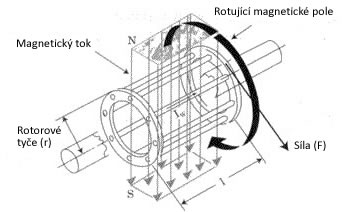 Rotující magnetické pole
Magnetický tok
N
Rotorové
tyče (r)
Síla (F)
S
l